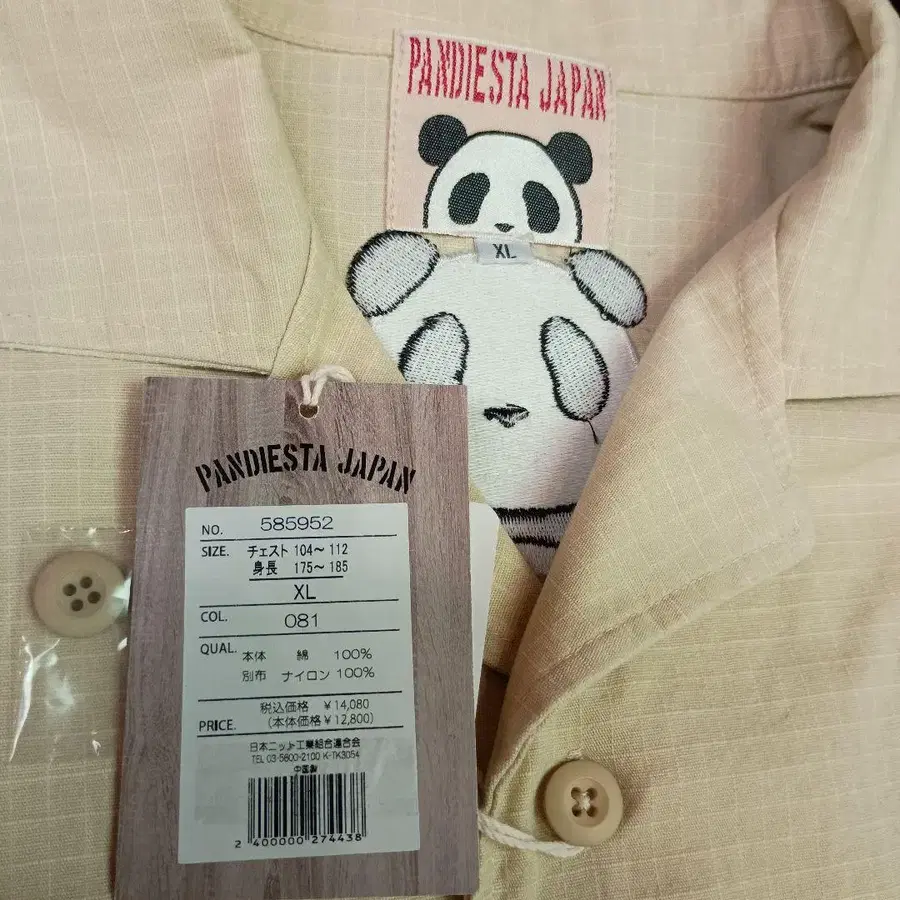 PANDIESTA JAPAN
XL
PANDIESTA JAPAN
NO. 585952
SIZE. チェスト 104～112
身長 175～185
XL
COL. 081
QUAL. 本体 綿 100%
別布 ナイロン 100%
税込価格 ￥14,080
PRICE. (本体価格￥12,800)
日本ニット工業組合連合会
TEL 03-5600-2100 K-TK3054
中国製
2 400000 274438